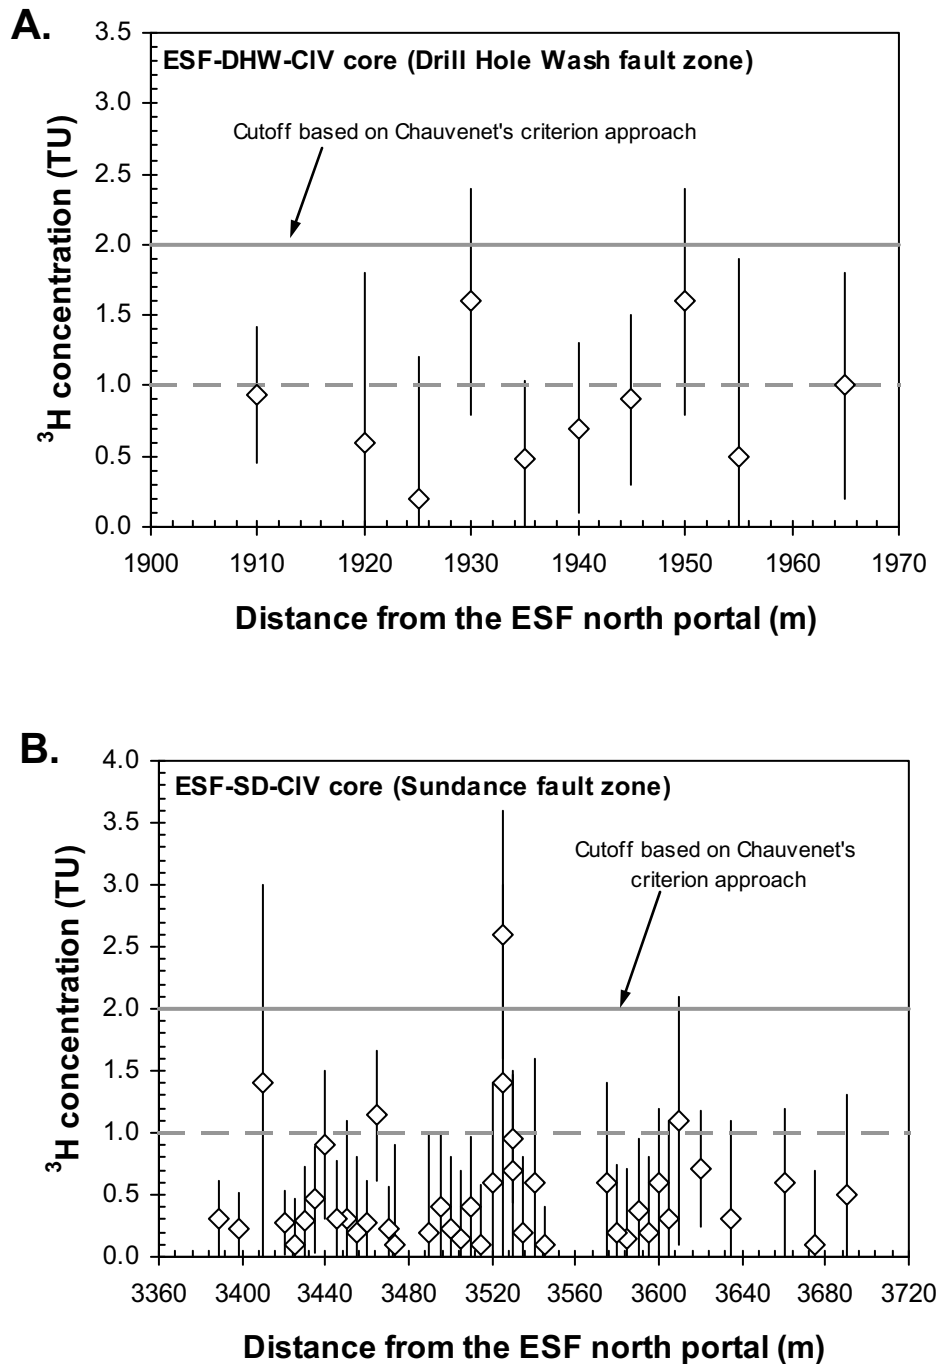 A.
ESF-DHW-CIV core (Drill Hole Wash fault zone)
Cutoff based on Chauvenet's criterion approach
³H concentration (TU)
3.5
3.0
2.5
2.0
1.5
1.0
0.5
0.0
1900 1910 1920 1930 1940 1950 1960 1970
Distance from the ESF north portal (m)
B.
ESF-SD-CIV core (Sundance fault zone)
Cutoff based on Chauvenet's
criterion approach
³H concentration (TU)
4.0
3.5
3.0
2.5
2.0
1.5
1.0
0.5
0.0
3360 3400 3440 3480 3520 3560 3600 3640 3680 3720
Distance from the ESF north portal (m)